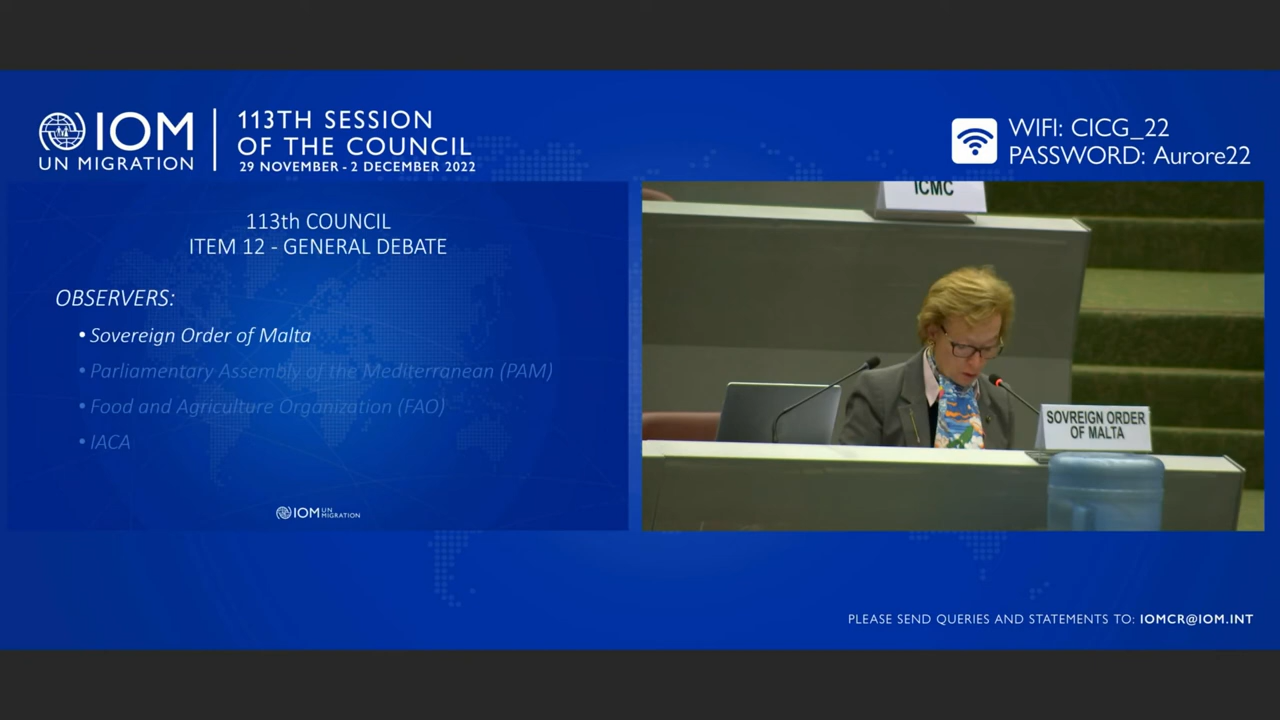 IOM
UN MIGRATION
113TH SESSION
OF THE COUNCIL
29 NOVEMBER - 2 DECEMBER 2022
WIFI: CICG_22
PASSWORD: Aurore22
113th COUNCIL
ITEM 12 - GENERAL DEBATE
OBSERVERS:
• Sovereign Order of Malta
• Parliamentary Assembly of the Mediterranean (PAM)
• Food and Agriculture Organization (FAO)
• IACA
IOM UN
MIGRATION
ICMC
SOVREIGN ORDER
OF MALTA
PLEASE SEND QUERIES AND STATEMENTS TO: IOMCR@IOM.INT